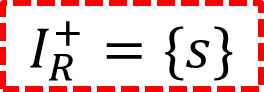 I_R^+ = {s}